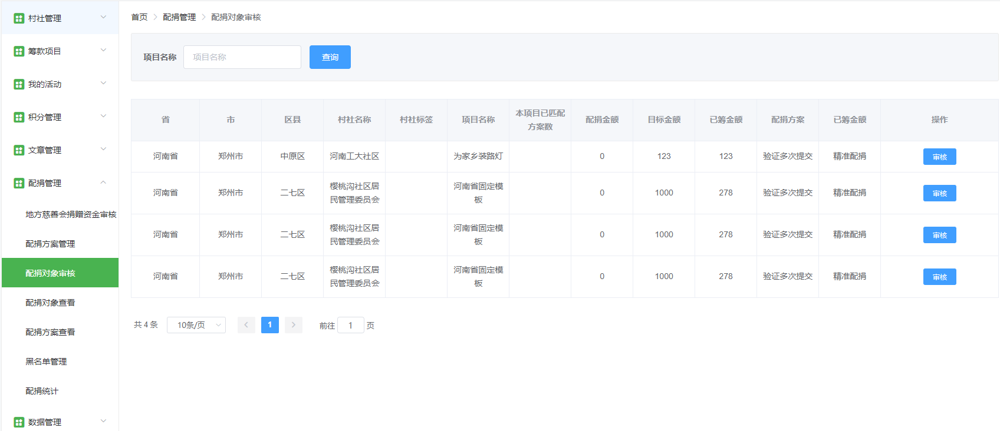 村社管理
筹款项目
我的活动
积分管理
文章管理
配捐管理
地方慈善会捐赠资金审核
配捐方案管理
配捐对象审核
配捐对象查看
配捐方案查看
黑名单管理
配捐统计
数据管理
首页 配捐管理 配捐对象审核
项目名称 项目名称 查询
省 市 区县 村社名称 村社标签 项目名称 本项目已匹配
方案数 配捐金额 目标金额 已筹金额 配捐方案 已筹金额 操作
河南省 郑州市 中原区 河南工大社区 为家乡装路灯 0 123 123 验证多次提交 精准配捐 审核
河南省 郑州市 二七区 樱桃沟社区居
民管理委员会 河南省固定模
板 0 1000 278 验证多次提交 精准配捐 审核
河南省 郑州市 二七区 樱桃沟社区居
民管理委员会 河南省固定模
板 0 1000 278 验证多次提交 精准配捐 审核
河南省 郑州市 二七区 樱桃沟社区居
民管理委员会 河南省固定模
板 0 1000 278 验证多次提交 精准配捐 审核
共 4 条 10条/页 1 前往 1 页